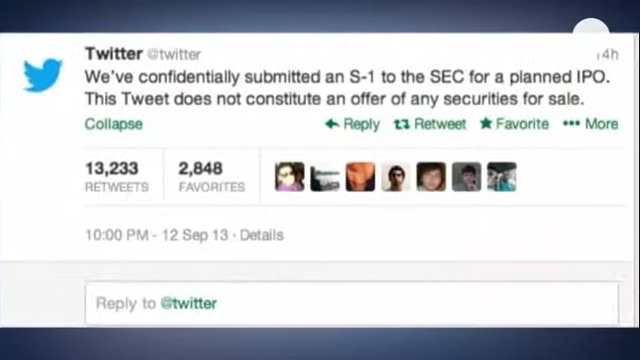 Twitter @twitter
4h
We've confidentially submitted an S-1 to the SEC for a planned IPO.
This Tweet does not constitute an offer of any securities for sale.
Collapse
Reply Retweet Favorite More
13,233 2,848
RETWEETS FAVORITES
10:00 PM - 12 Sep 13 · Details
Reply to @twitter